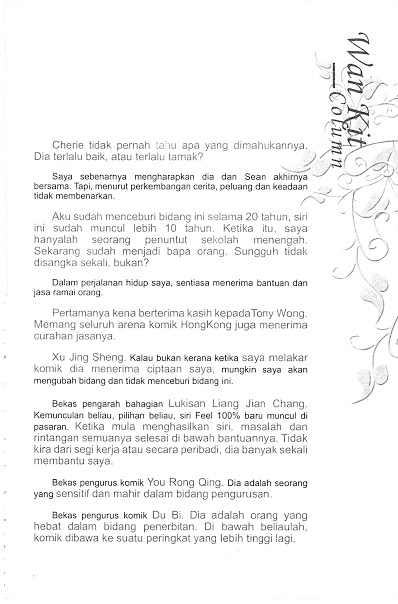 Wan Kit
Column
Cherie tidak pernah tahu apa yang dimahukannya.
Dia terlalu baik, atau terlalu tamak?
Saya sebenarnya mengharapkan dia dan Sean akhirnya
bersama. Tapi, menurut perkembangan cerita, peluang dan keadaan
tidak membenarkan.
Aku sudah menceburi bidang ini selama 20 tahun, siri
ini sudah muncul lebih 10 tahun. Ketika itu, saya
hanyalah seorang penuntut sekolah menengah.
Sekarang sudah menjadi bapa orang. Sungguh tidak
disangka sekali, bukan?
Dalam perjalanan hidup saya, sentiasa menerima bantuan dan
jasa ramai orang.
Pertamanya kena berterima kasih kepadaTony Wong.
Memang seluruh arena komik HongKong juga menerima
curahan jasanya.
Xu Jing Sheng. Kalau bukan kerana ketika saya melakar
komik dia menerima ciptaan saya, mungkin saya akan
mengubah bidang dan tidak menceburi bidang ini.
Bekas pengarah bahagian Lukisan Liang Jian Chang.
Kemunculan beliau, pilihan beliau, siri Feel 100% baru muncul di
pasaran. Ketika mula menghasilkan siri, masalah dan
rintangan semuanya selesai di bawah bantuannya. Tidak
kira dari segi kerja atau secara peribadi, dia banyak sekali
membantu saya.
Bekas pengurus komik You Rong Qing. Dia adalah seorang
yang sensitif dan mahir dalam bidang pengurusan.
Bekas pengurus komik Du Bi. Dia adalah orang yang
hebat dalam bidang penerbitan. Di bawah beliaulah,
komik dibawa ke suatu peringkat yang lebih tinggi lagi.